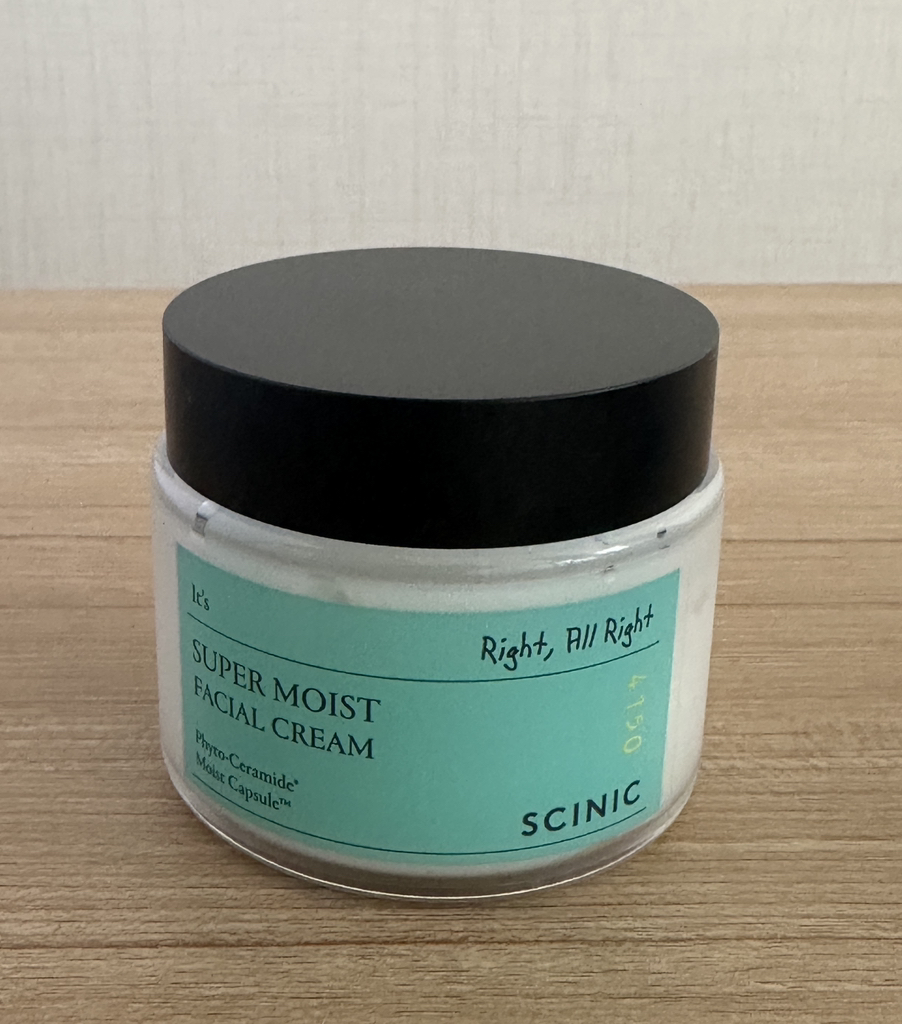 It's
Right, All Right
SUPER MOIST
FACIAL CREAM
Phyto-Ceramide*
Moist Capsule™
4150
SCINIC